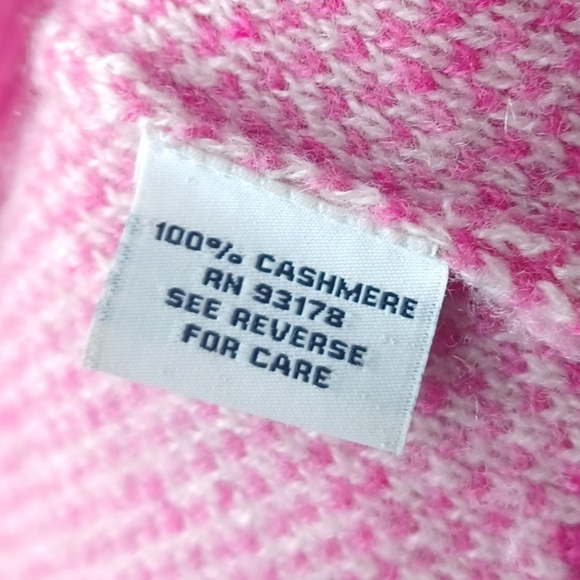 100% CASHMERE
RN 93178
SEE REVERSE
FOR CARE